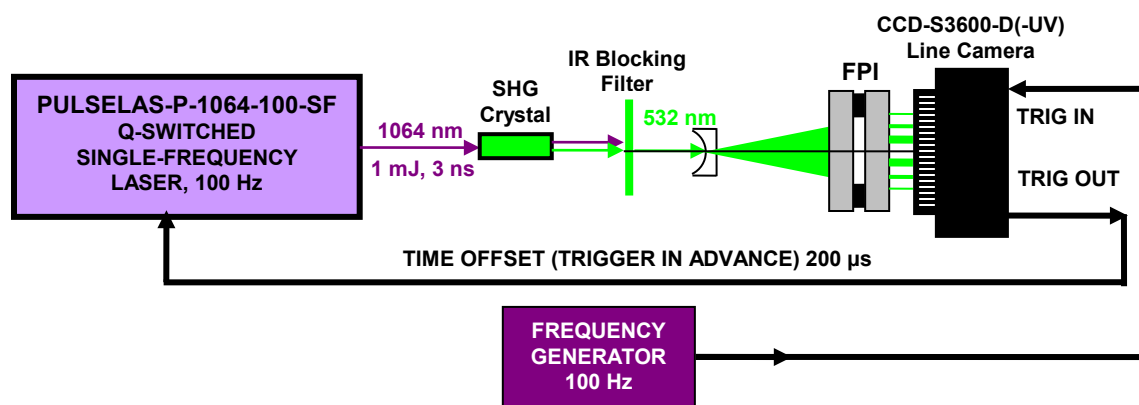 CCD-S3600-D(-UV)
Line Camera
IR Blocking
Filter
FPI
SHG
Crystal
PULSELAS-P-1064-100-SF
Q-SWITCHED
SINGLE-FREQUENCY
LASER, 100 Hz
1064 nm
1 mJ, 3 ns
532 nm
TRIG IN
TRIG OUT
TIME OFFSET (TRIGGER IN ADVANCE) 200 µs
FREQUENCY
GENERATOR
100 Hz